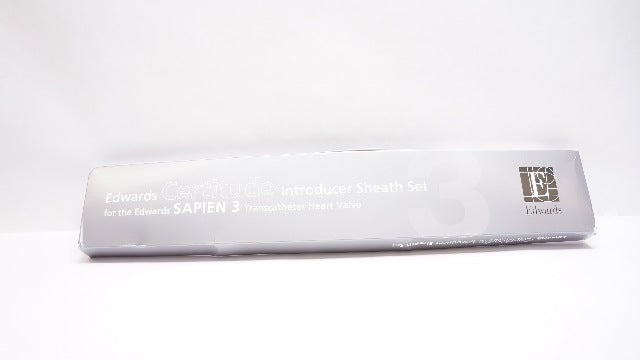 Edwards Certitude Introducer Sheath Set
for the Edwards SAPIEN 3 Transcatheter Heart Valve
3
E
Edwards